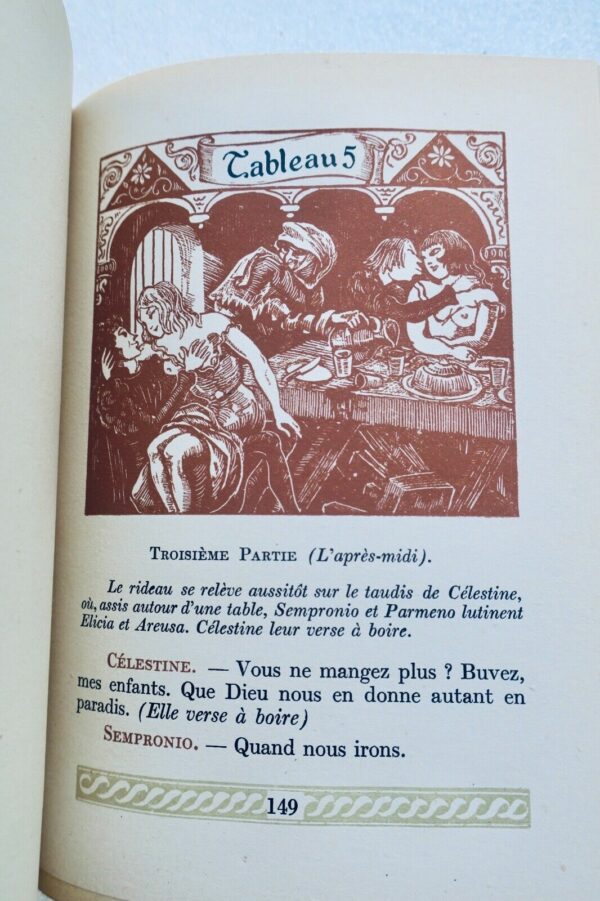 Tableau 5
TROISIÈME PARTIE (L'après-midi).
Le rideau se relève aussitôt sur le taudis de Célestine,
où, assis autour d'une table, Sempronio et Parmeno lutinent
Elicia et Areusa. Célestine leur verse à boire.
CÉLESTINE. — Vous ne mangez plus ? Buvez,
mes enfants. Que Dieu nous en donne autant en
paradis. (Elle verse à boire)
SEMPRONIO. — Quand nous irons.
149